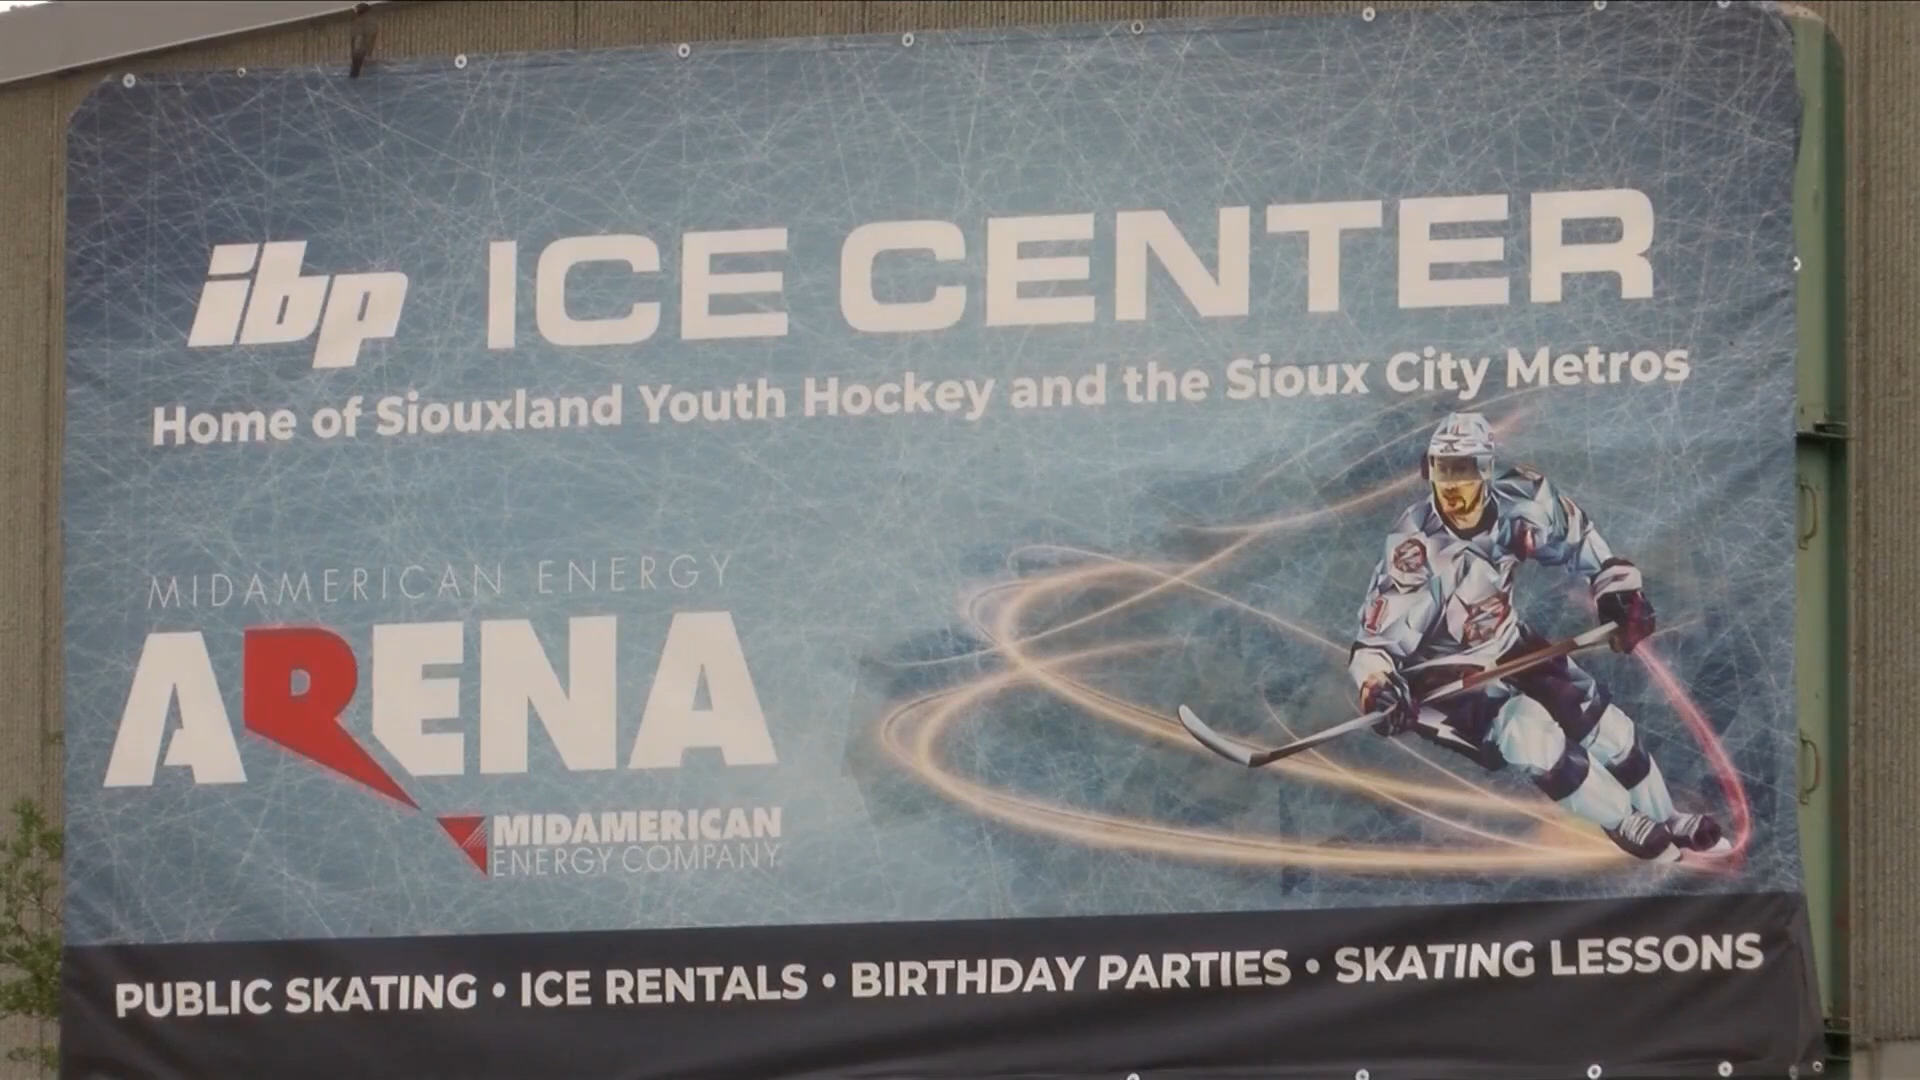 ibp ICE CENTER
Home of Siouxland Youth Hockey and the Sioux City Metros
MIDAMERICAN ENERGY
ARENA
MIDAMERICAN
ENERGY COMPANY
1
PUBLIC SKATING • ICE RENTALS • BIRTHDAY PARTIES • SKATING LESSONS